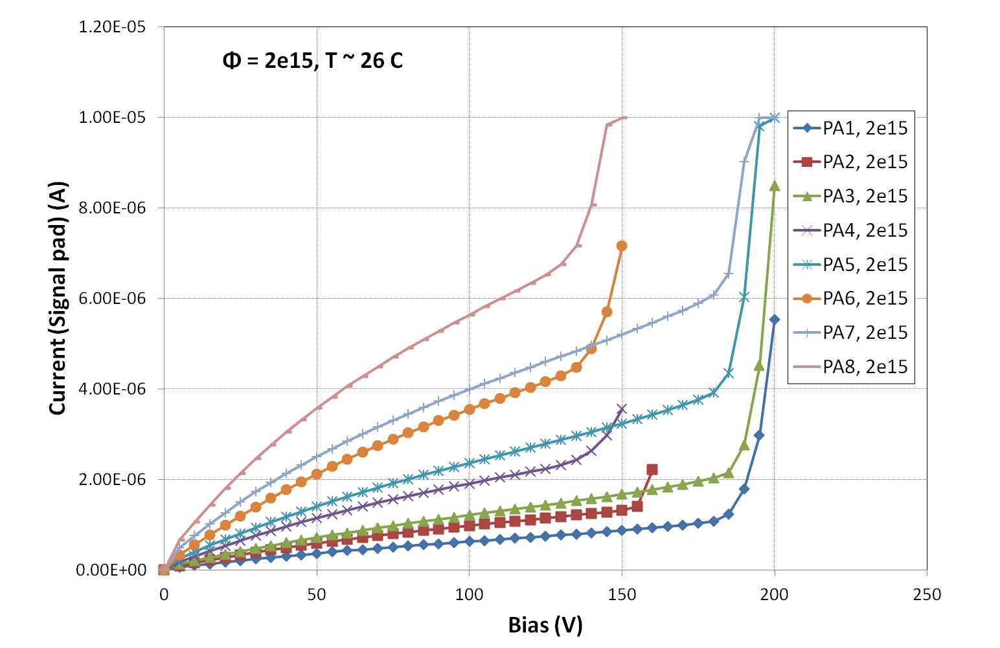 1.20E-05
Φ = 2e15, T ~ 26 C
1.00E-05
8.00E-06
6.00E-06
4.00E-06
2.00E-06
0.00E+00
Current (Signal pad) (A)
PA1, 2e15
PA2, 2e15
PA3, 2e15
PA4, 2e15
PA5, 2e15
PA6, 2e15
PA7, 2e15
PA8, 2e15
0 50 100 150 200 250
Bias (V)